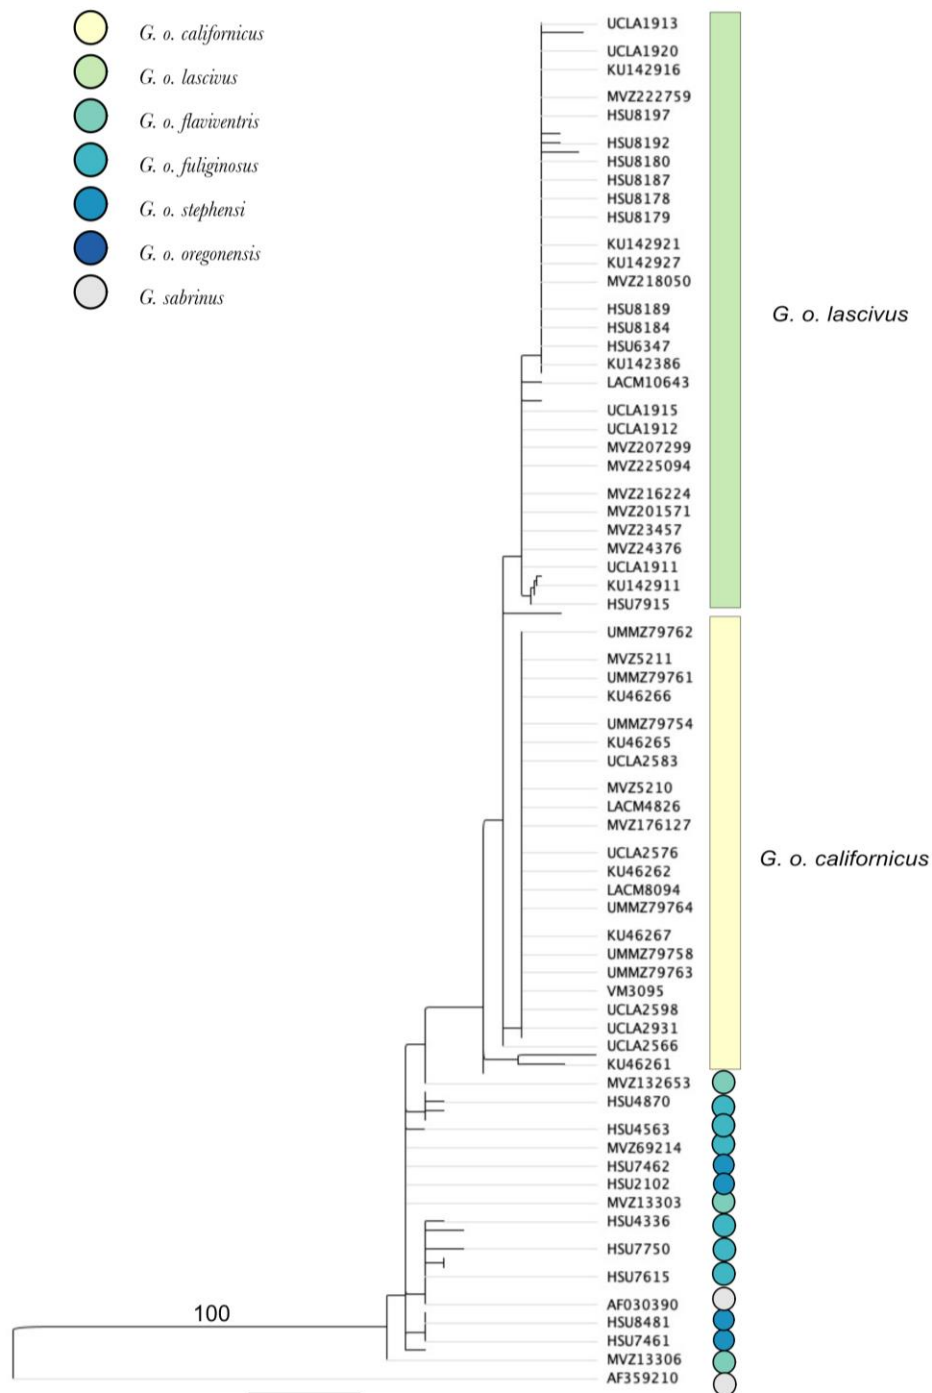 G. o. californicus
G. o. lascivus
G. o. flaviventris
G. o. fuliginosus
G. o. stephensi
G. o. oregonensis
G. sabrinus
UCLA1913
UCLA1920
KU142916
MVZ222759
HSU8197
HSU8192
HSU8180
HSU8187
HSU8178
HSU8179
KU142921
KU142927
MVZ218050
HSU8189
HSU8184
HSU6347
KU142386
LACM10643
UCLA1915
UCLA1912
MVZ207299
MVZ225094
MVZ216224
MVZ201571
MVZ23457
MVZ24376
UCLA1911
KU142911
HSU7915
G. o. lascivus
UMMZ79762
MVZ5211
UMMZ79761
KU46266
UMMZ79754
KU46265
UCLA2583
MVZ5210
LACM4826
MVZ176127
UCLA2576
KU46262
LACM8094
UMMZ79764
KU46267
UMMZ79758
UMMZ79763
VM3095
UCLA2598
UCLA2931
UCLA2566
KU46261
G. o. californicus
MVZ132653
HSU4870
HSU4563
MVZ69214
HSU7462
HSU2102
MVZ13303
HSU4336
HSU7750
HSU7615
AF030390
HSU8481
HSU7461
MVZ13306
AF359210
100